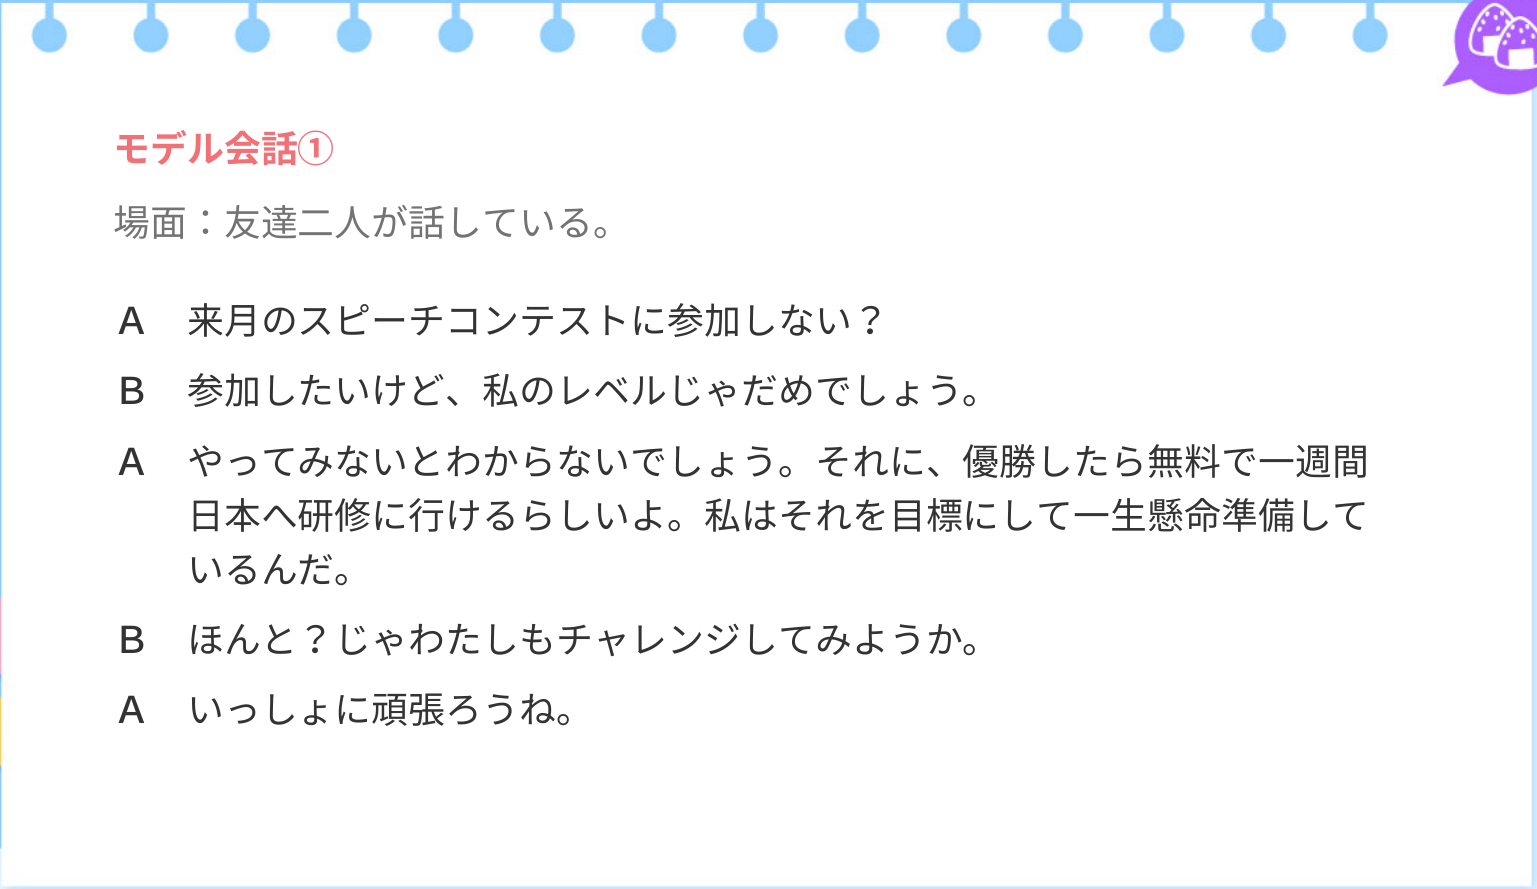 モデル会話①
場面：友達二人が話している。
A 来月のスピーチコンテストに参加しない？
B 参加したいけど、私のレベルじゃだめでしょう。
A やってみないとわからないでしょう。それに、優勝したら無料で一週間
日本へ研修に行けるらしいよ。私はそれを目標にして一生懸命準備して
いるんだ。
B ほんと？じゃわたしもチャレンジしてみようか。
A いっしょに頑張ろうね。